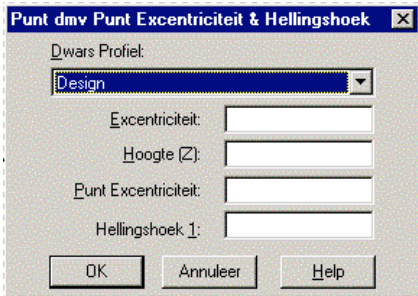 Punt dmv Punt Excentriciteit & Hellingshoek
Dwars Profiel:
Design
Excentriciteit:
Hoogte (Z):
Punt Excentriciteit:
Hellingshoek 1:
OK Annuleer Help